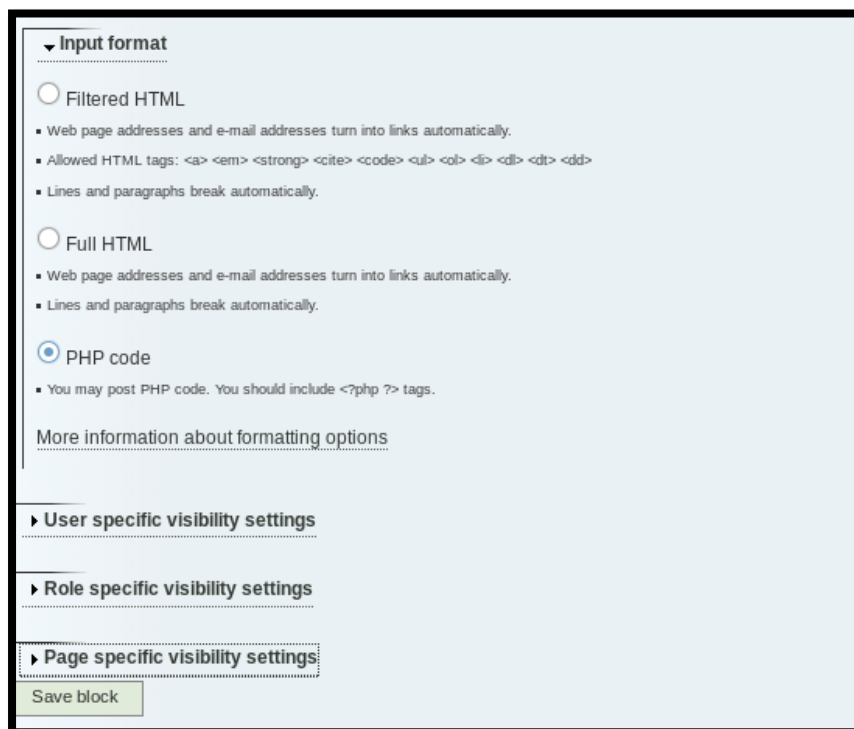 Input format
Filtered HTML
Web page addresses and e-mail addresses turn into links automatically.
Allowed HTML tags: <a> <em> <strong> <cite> <code> <ul> <ol> <li> <dl> <dt> <dd>
Lines and paragraphs break automatically.
Full HTML
Web page addresses and e-mail addresses turn into links automatically.
Lines and paragraphs break automatically.
PHP code
You may post PHP code. You should include <?php ?> tags.
More information about formatting options
User specific visibility settings
Role specific visibility settings
Page specific visibility settings
Save block